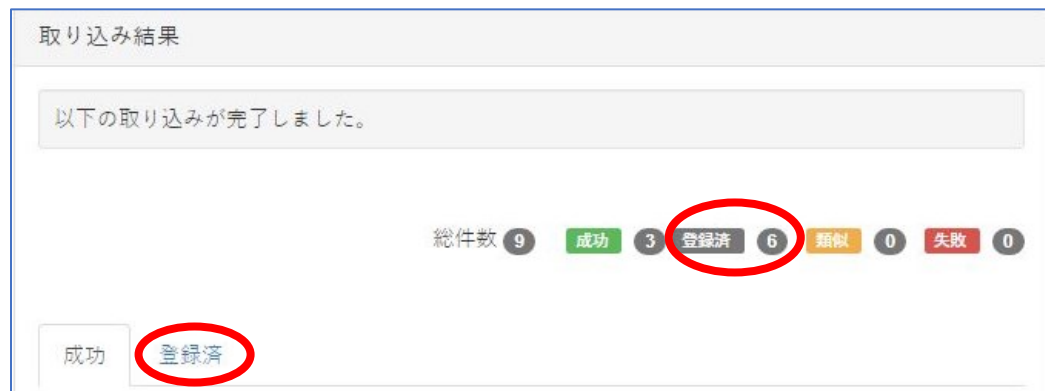 取り込み結果
以下の取り込みが完了しました。
総件数 9 成功 3 登録済 6 類似 0 失敗 0
成功 登録済